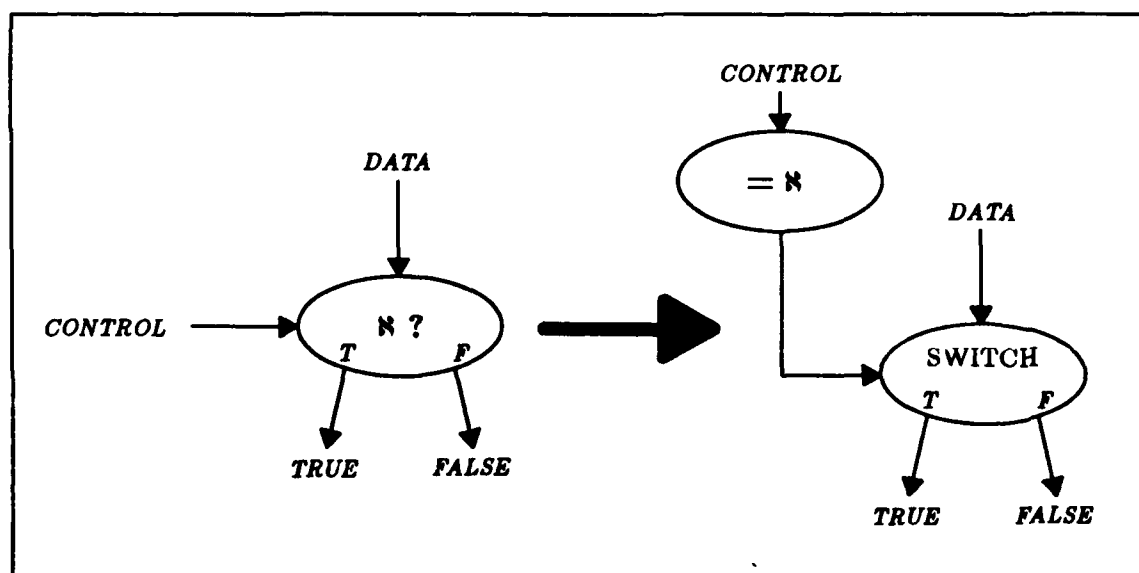 DATA
CONTROL
ℵ ?
T F
TRUE FALSE
CONTROL
= ℵ
DATA
SWITCH
T F
TRUE FALSE